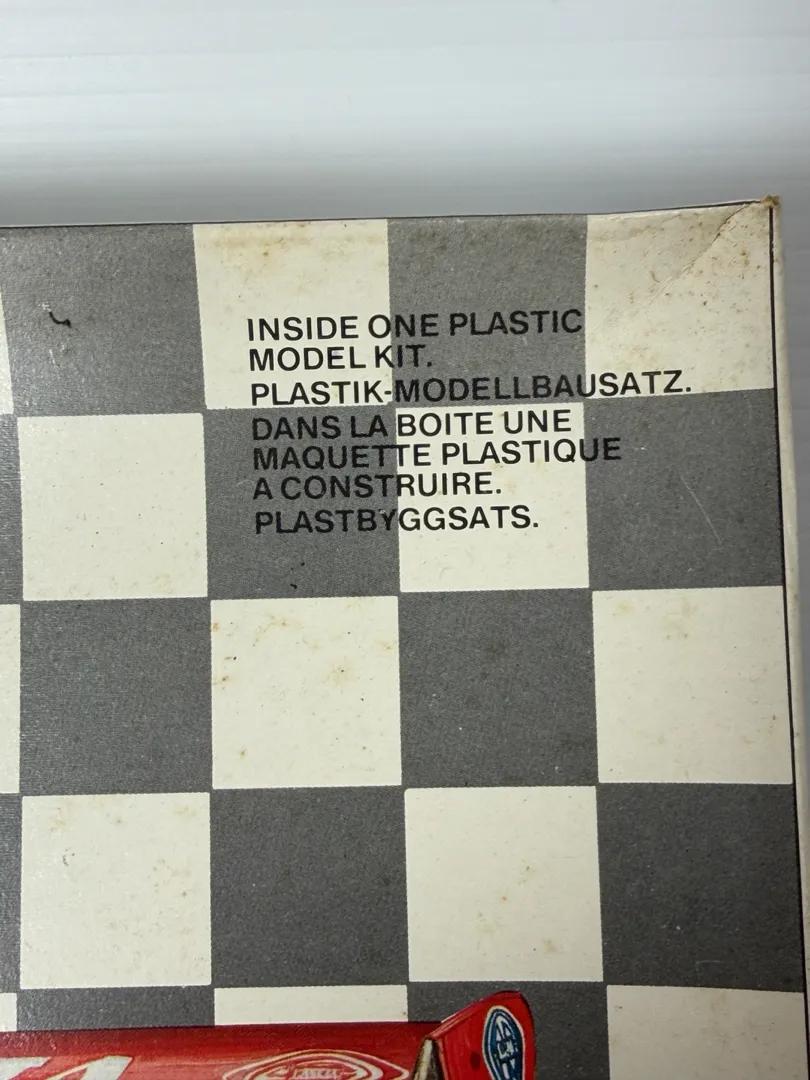 INSIDE ONE PLASTIC
MODEL KIT.
PLASTIK-MODELLBAUSATZ.
DANS LA BOITE UNE
MAQUETTE PLASTIQUE
A CONSTRUIRE.
PLASTBYGGSATS.